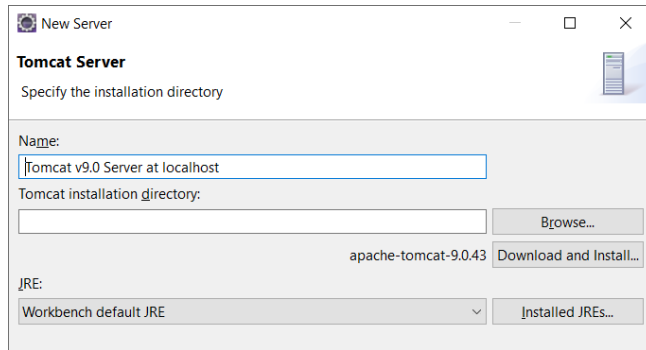 New Server
Tomcat Server
Specify the installation directory
Name:
Tomcat v9.0 Server at localhost
Tomcat installation directory:
Browse...
apache-tomcat-9.0.43 Download and Install...
JRE:
Workbench default JRE Installed JREs...